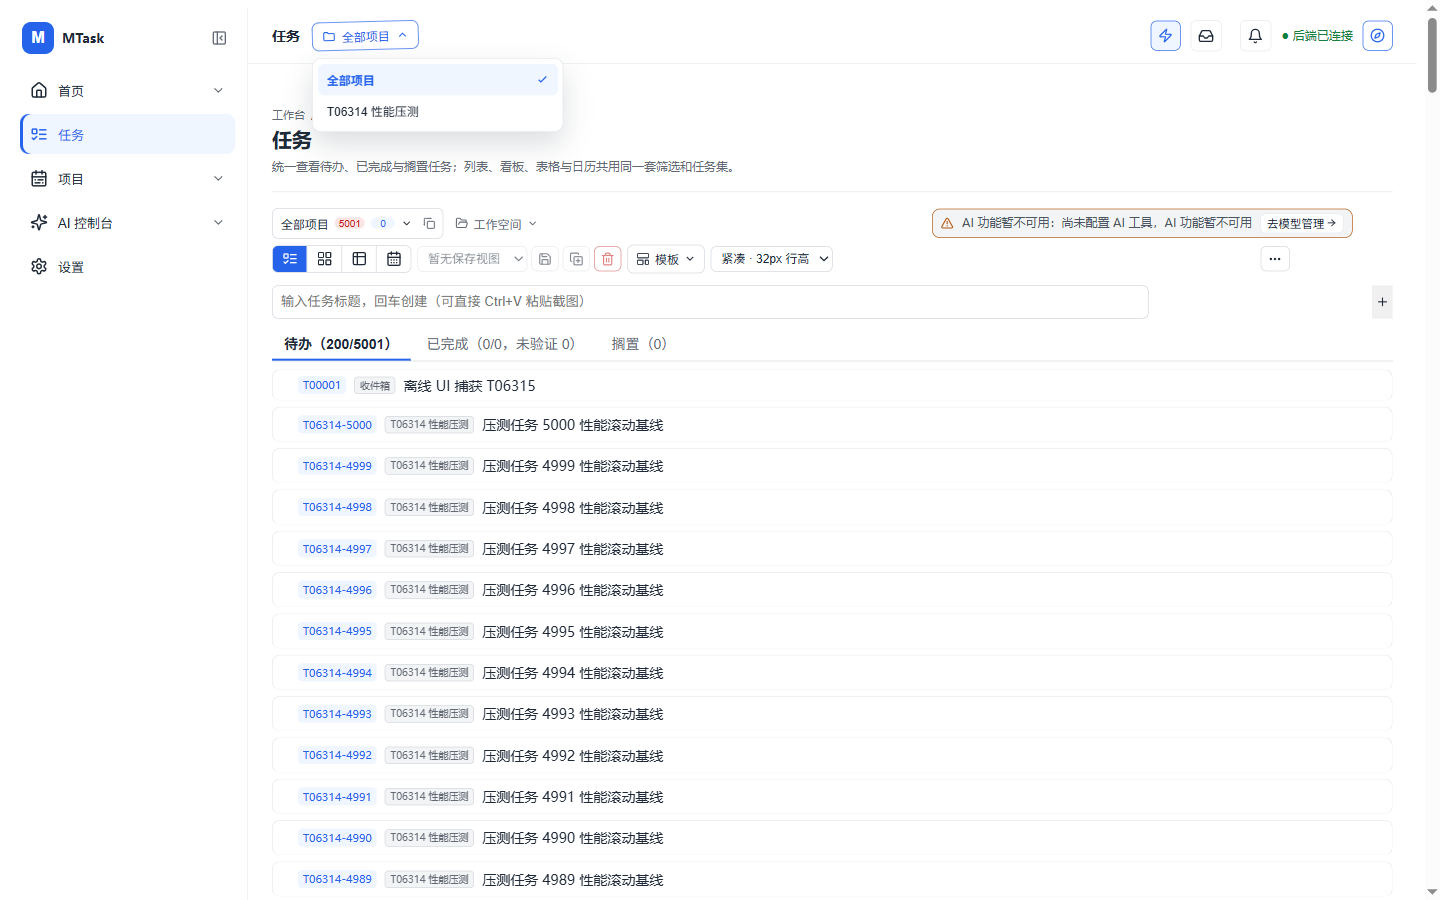 M MTask
首页
任务
项目
AI 控制台
设置
任务 全部项目 后端已连接
全部项目
T06314 性能压测
工作台
任务
统一查看待办、已完成与搁置任务；列表、看板、表格与日历共用同一套筛选和任务集。
全部项目 5001 0 工作空间 AI 功能暂不可用：尚未配置 AI 工具，AI 功能暂不可用 去模型管理→
暂无保存视图 模板 紧凑 · 32px 行高
输入任务标题，回车创建（可直接 Ctrl+V 粘贴截图） +
待办（200/5001） 已完成（0/0，未验证 0） 搁置（0）
T00001 收件箱 离线 UI 捕获 T06315
T06314-5000 T06314 性能压测 压测任务 5000 性能滚动基线
T06314-4999 T06314 性能压测 压测任务 4999 性能滚动基线
T06314-4998 T06314 性能压测 压测任务 4998 性能滚动基线
T06314-4997 T06314 性能压测 压测任务 4997 性能滚动基线
T06314-4996 T06314 性能压测 压测任务 4996 性能滚动基线
T06314-4995 T06314 性能压测 压测任务 4995 性能滚动基线
T06314-4994 T06314 性能压测 压测任务 4994 性能滚动基线
T06314-4993 T06314 性能压测 压测任务 4993 性能滚动基线
T06314-4992 T06314 性能压测 压测任务 4992 性能滚动基线
T06314-4991 T06314 性能压测 压测任务 4991 性能滚动基线
T06314-4990 T06314 性能压测 压测任务 4990 性能滚动基线
T06314-4989 T06314 性能压测 压测任务 4989 性能滚动基线